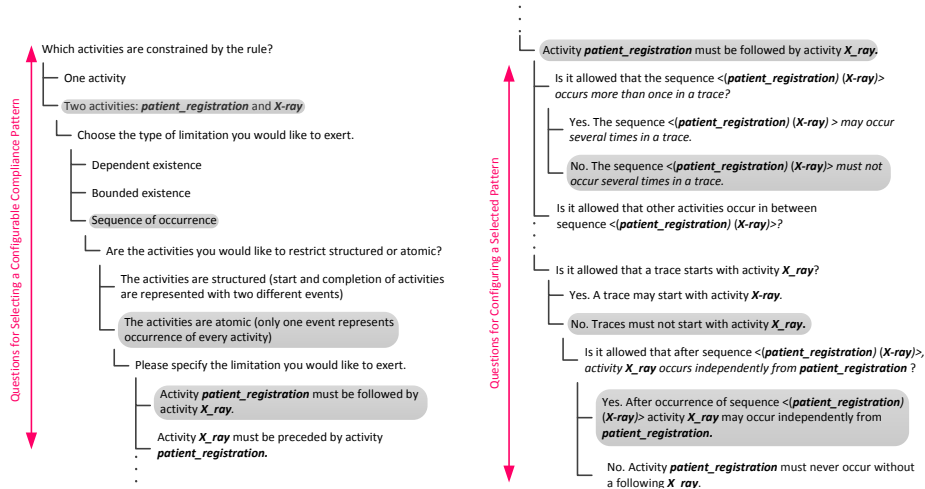 Questions for Selecting a Configurable Compliance Pattern
Which activities are constrained by the rule?
One activity
Two activities: patient_registration and X-ray
Choose the type of limitation you would like to exert.
Dependent existence
Bounded existence
Sequence of occurrence
Are the activities you would like to restrict structured or atomic?
The activities are structured (start and completion of activities
are represented with two different events)
The activities are atomic (only one event represents
occurrence of every activity)
Please specify the limitation you would like to exert.
Activity patient_registration must be followed by
activity X_ray.
Activity X_ray must be preceded by activity
patient_registration.
Questions for Configuring a Selected Pattern
Activity patient_registration must be followed by activity X_ray.
Is it allowed that the sequence <(patient_registration) (X-ray)>
occurs more than once in a trace?
Yes. The sequence <(patient_registration) (X-ray) > may occur
several times in a trace.
No. The sequence <(patient_registration) (X-ray)> must not
occur several times in a trace.
Is it allowed that other activities occur in between
sequence <(patient_registration) (X-ray)>?
Is it allowed that a trace starts with activity X_ray?
Yes. A trace may start with activity X-ray.
No. Traces must not start with activity X_ray.
Is it allowed that after sequence <(patient_registration) (X-ray)>,
activity X_ray occurs independently from patient_registration ?
Yes. After occurrence of sequence <(patient_registration)
(X-ray)> activity X_ray may occur independently from
patient_registration.
No. Activity patient_registration must never occur without
a following X_ray.